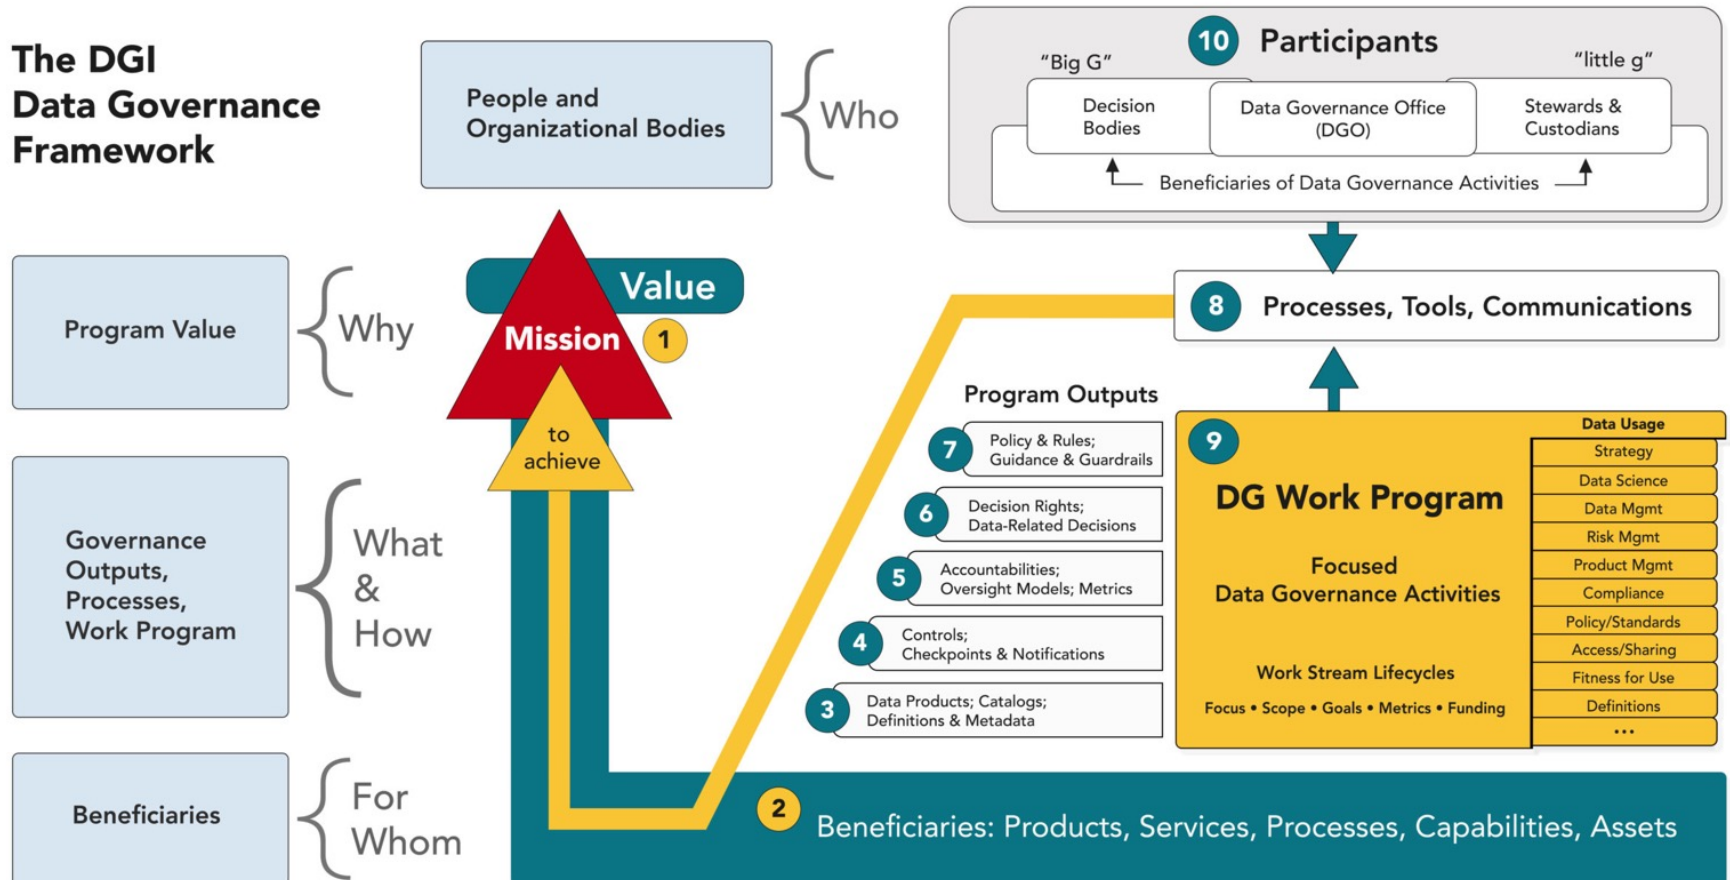 The DGI
Data Governance
Framework
People and
Organizational Bodies
Who
10 Participants
"Big G"
"little g"
Decision
Bodies
Data Governance Office
(DGO)
Stewards &
Custodians
Beneficiaries of Data Governance Activities
Program Value
Why
Value
Mission
1
to
achieve
8 Processes, Tools, Communications
Program Outputs
7 Policy & Rules;
Guidance & Guardrails
6 Decision Rights;
Data-Related Decisions
5 Accountabilities;
Oversight Models; Metrics
4 Controls;
Checkpoints & Notifications
3 Data Products; Catalogs;
Definitions & Metadata
9
DG Work Program
Focused
Data Governance Activities
Work Stream Lifecycles
Focus • Scope • Goals • Metrics • Funding
Data Usage
Strategy
Data Science
Data Mgmt
Risk Mgmt
Product Mgmt
Compliance
Policy/Standards
Access/Sharing
Fitness for Use
Definitions
...
Governance
Outputs,
Processes,
Work Program
What
&
How
Beneficiaries
For
Whom
2 Beneficiaries: Products, Services, Processes, Capabilities, Assets